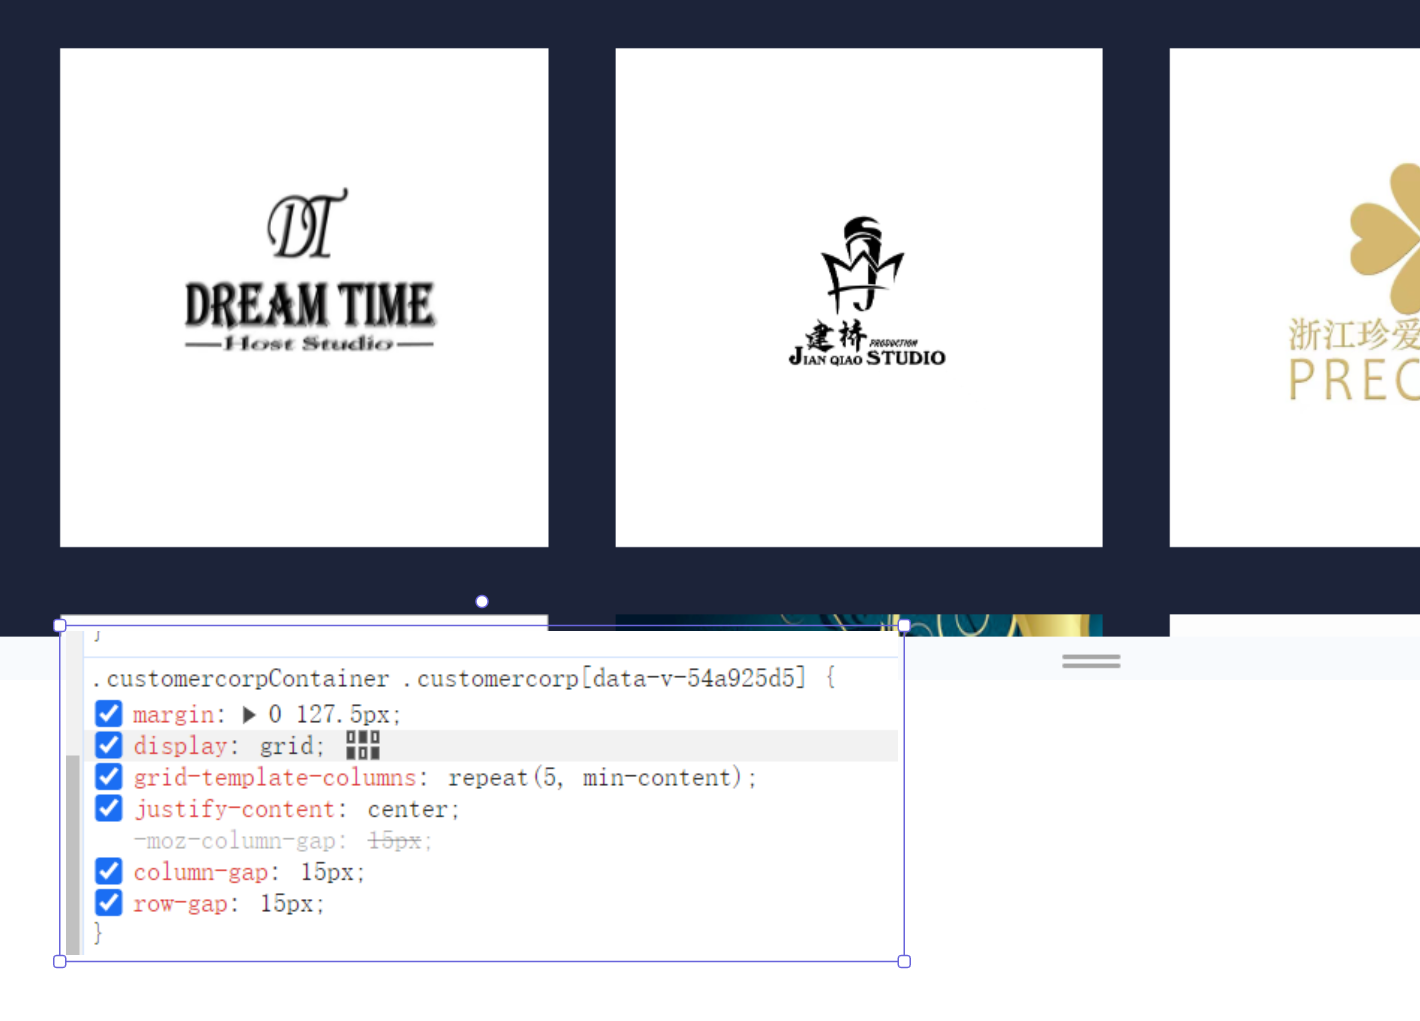 DT
DREAM TIME
Host Studio
建桥 PRODUCTION
JIAN QIAO STUDIO
浙江珍爱
PREC
}
.customercorpContainer .customercorp[data-v-54a925d5] {
margin: ▶ 0 127.5px;
display: grid;
grid-template-columns: repeat(5, min-content);
justify-content: center;
-moz-column-gap: 15px;
column-gap: 15px;
row-gap: 15px;
}